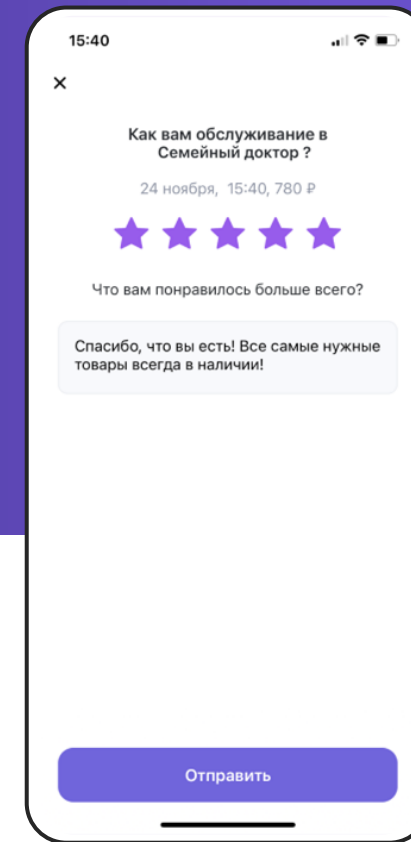 15:40
Как вам обслуживание в
Семейный доктор ?
24 ноября, 15:40, 780 ₽
Что вам понравилось больше всего?
Спасибо, что вы есть! Все самые нужные
товары всегда в наличии!
Отправить